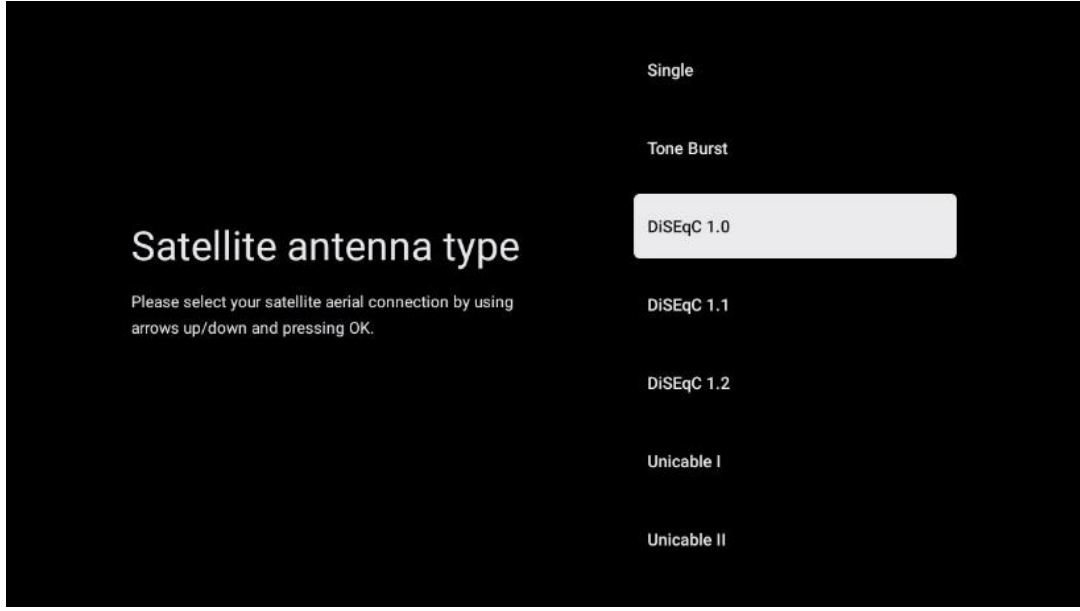 Satellite antenna type
Please select your satellite aerial connection by using
arrows up/down and pressing OK.
Single
Tone Burst
DiSEqC 1.0
DiSEqC 1.1
DiSEqC 1.2
Unicable I
Unicable II